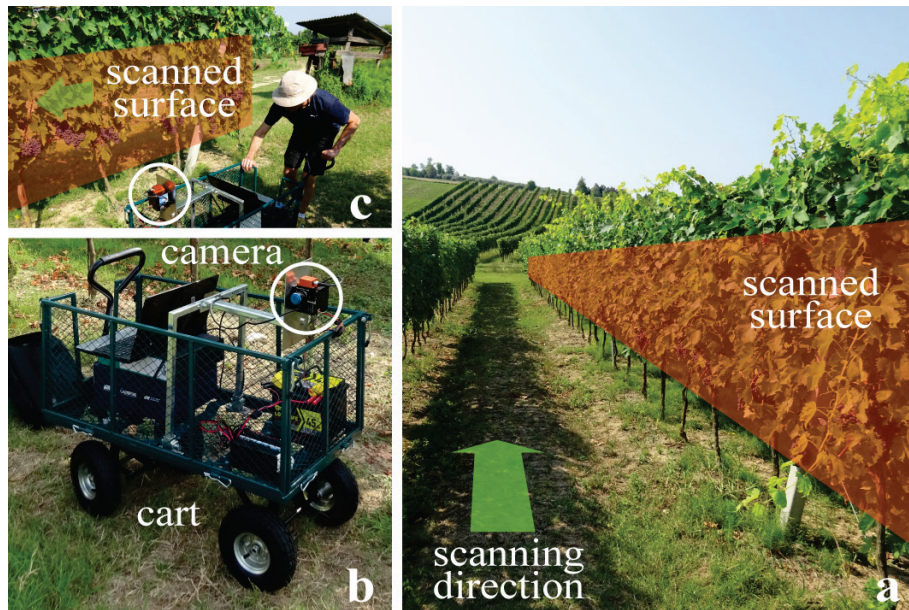 scanned
surface
c
camera
cart
b
scanned
surface
scanning
direction
a